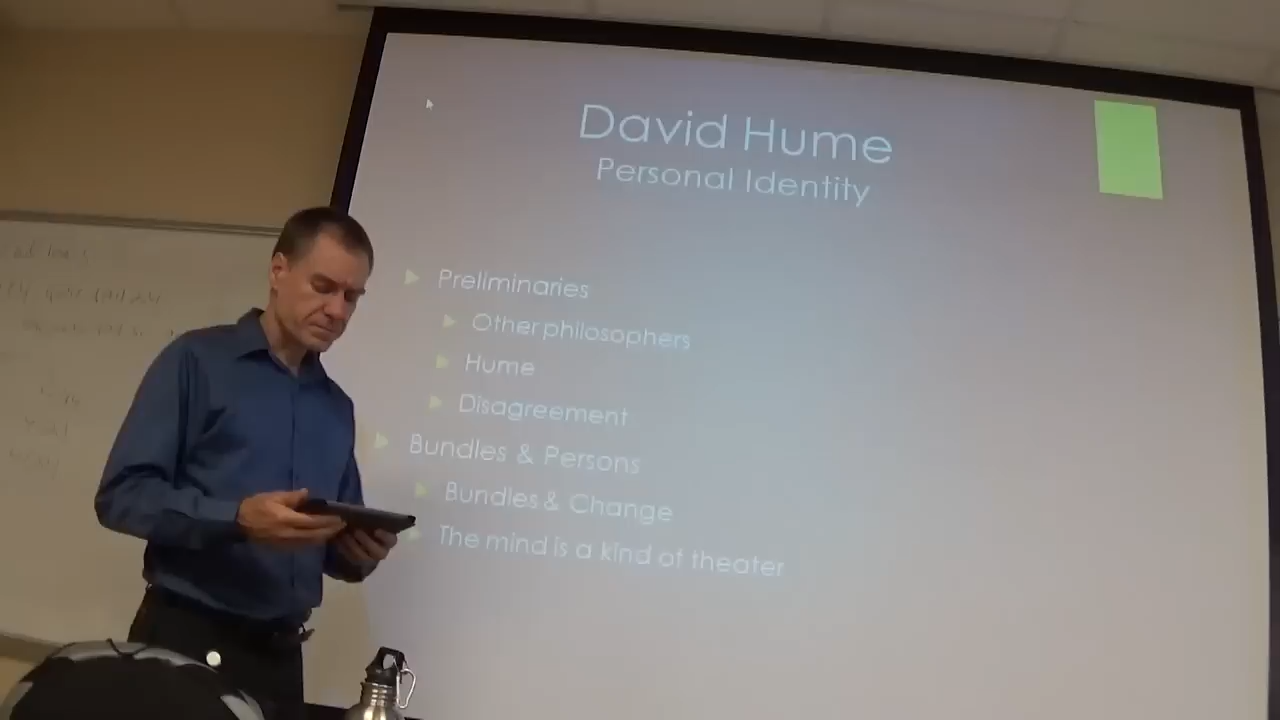 David Hume
Personal Identity
Preliminaries
Other philosophers
Hume
Disagreement
Bundles & Persons
Bundles & Change
The mind is a kind of theater